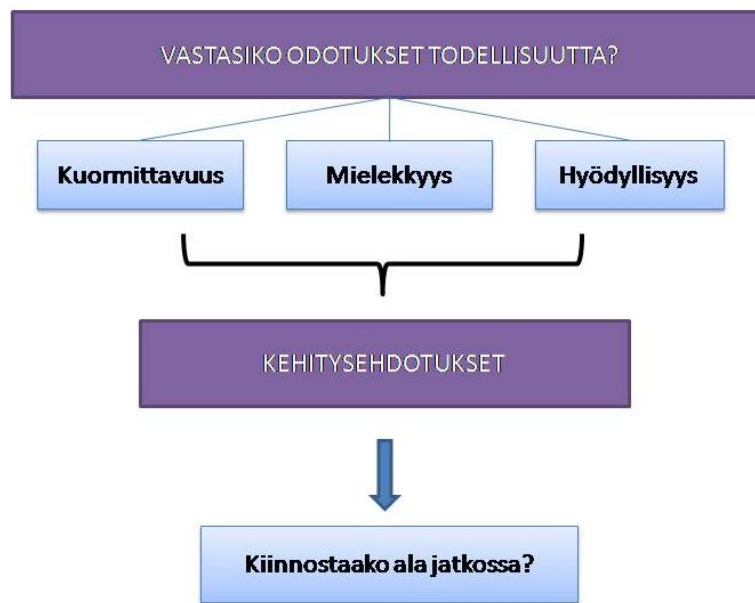 VASTASIKO ODOTUKSET TODELLISUUTTA?
Kuormittavuus
Mielekkyys
Hyödyllisyys
KEHITYSEHDOTUKSET
Kiinnostaako ala jatkossa?